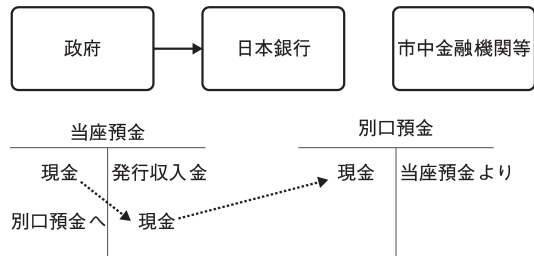 政府
日本銀行
市中金融機関等
当座預金
別口預金
現金
発行収入金
現金
当座預金より
別口預金へ
現金